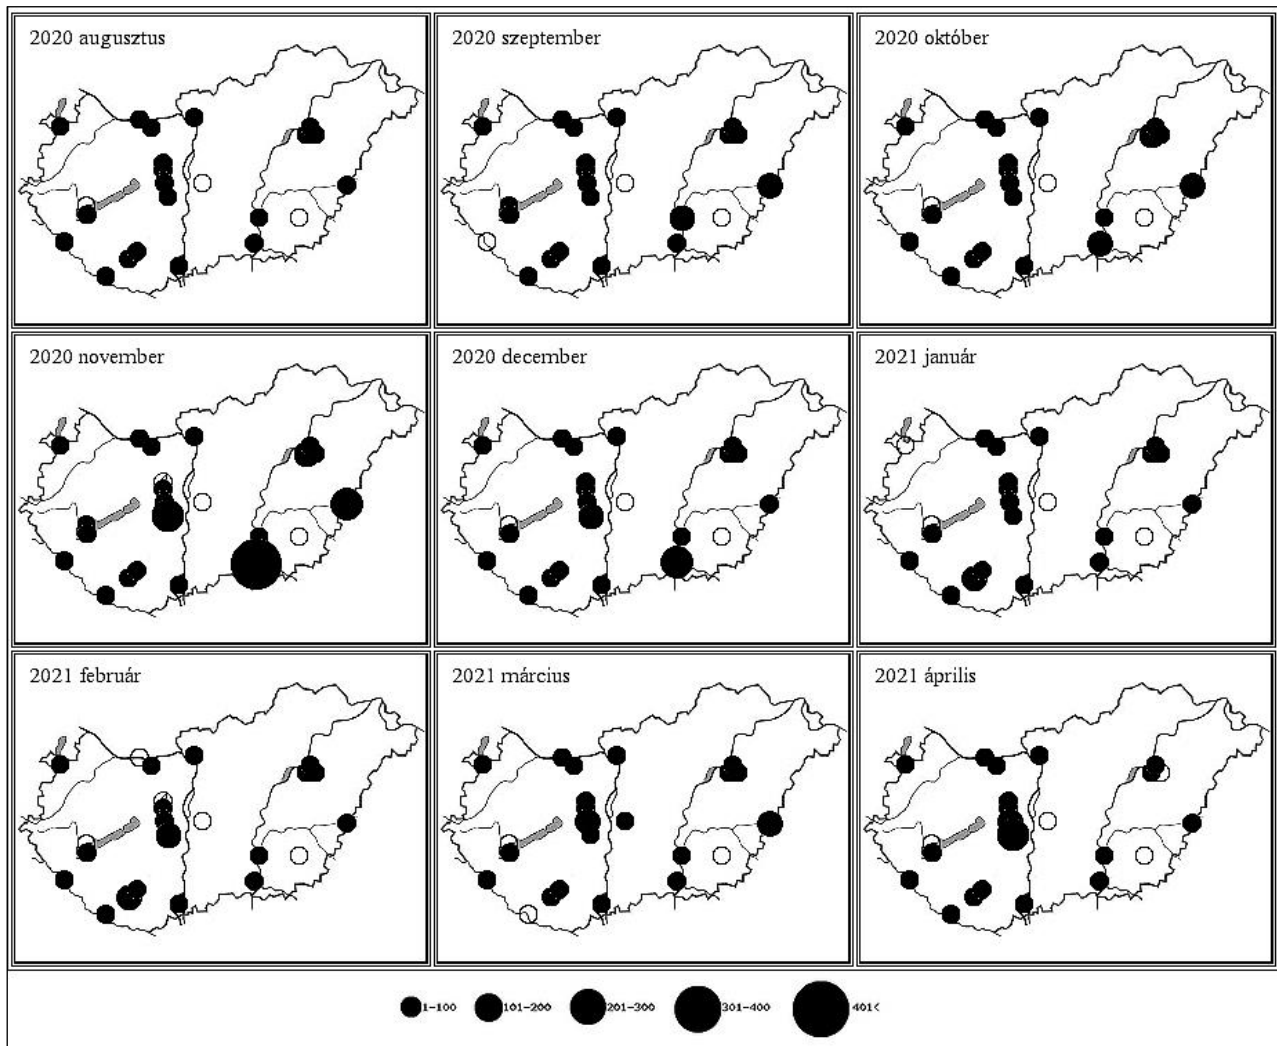 2020 augusztus
2020 szeptember
2020 október
2020 november
2020 december
2021 január
2021 február
2021 március
2021 április
1-100 101-200 201-300 301-400 401<